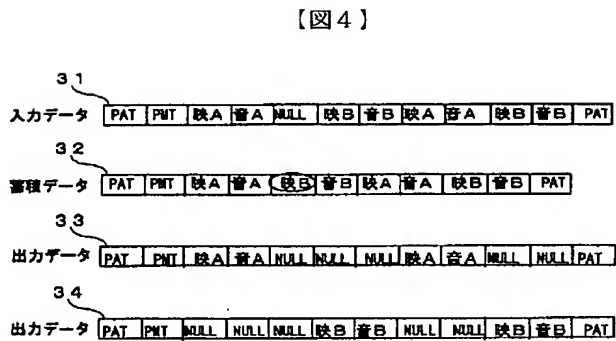 【図4】
31
入力データ PAT PMT 映A 音A NULL 映B 音B 映A 音A 映B 音B PAT
32
蓄積データ PAT PMT 映A 音A 映B 音B 映A 音A 映B 音B PAT
33
出力データ PAT PMT 映A 音A NULL NULL NULL 映A 音A NULL NULL PAT
34
出力データ PAT PMT NULL NULL NULL 映B 音B NULL NULL 映B 音B PAT